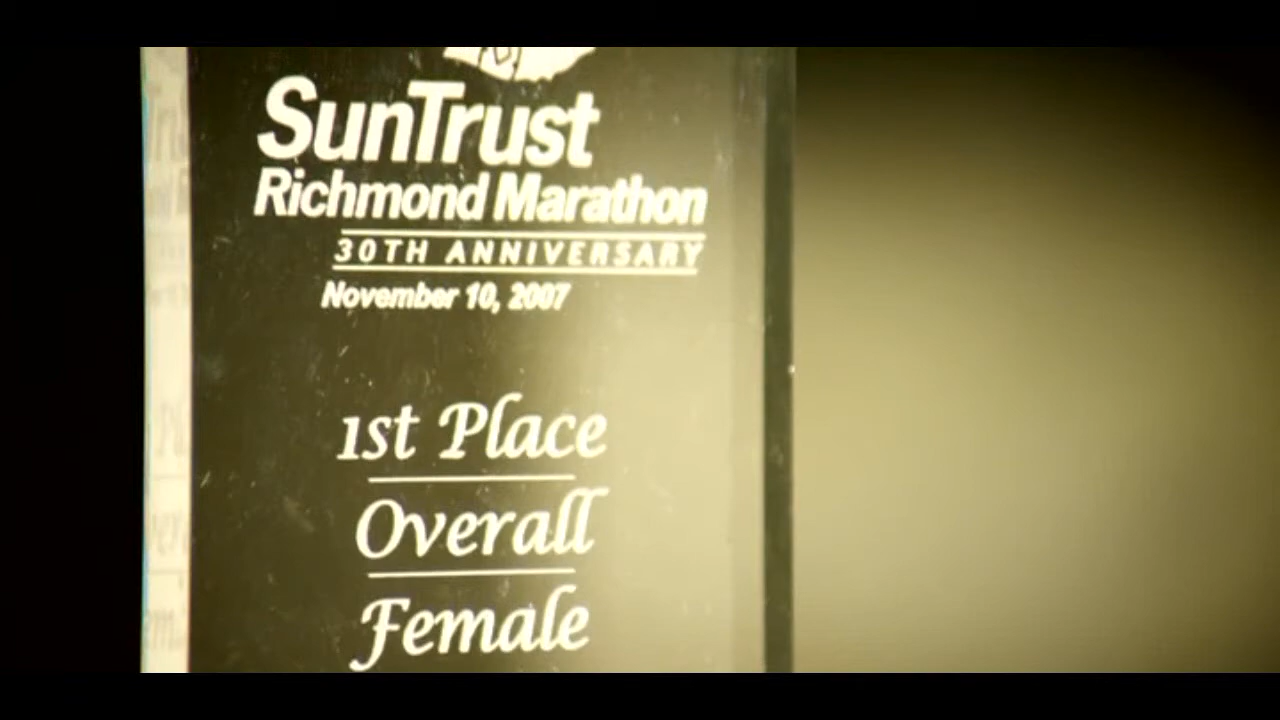 SunTrust
Richmond Marathon
30TH ANNIVERSARY
November 10, 2007
1st Place
Overall
Female